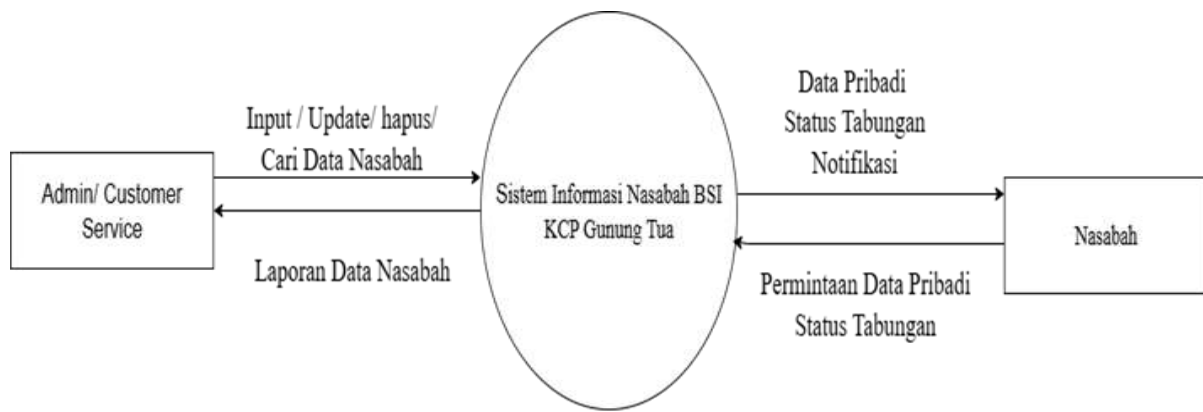 Admin/ Customer
Service
Input / Update/ hapus/
Cari Data Nasabah
Laporan Data Nasabah
Sistem Informasi Nasabah BSI
KCP Gunung Tua
Data Pribadi
Status Tabungan
Notifikasi
Permintaan Data Pribadi
Status Tabungan
Nasabah